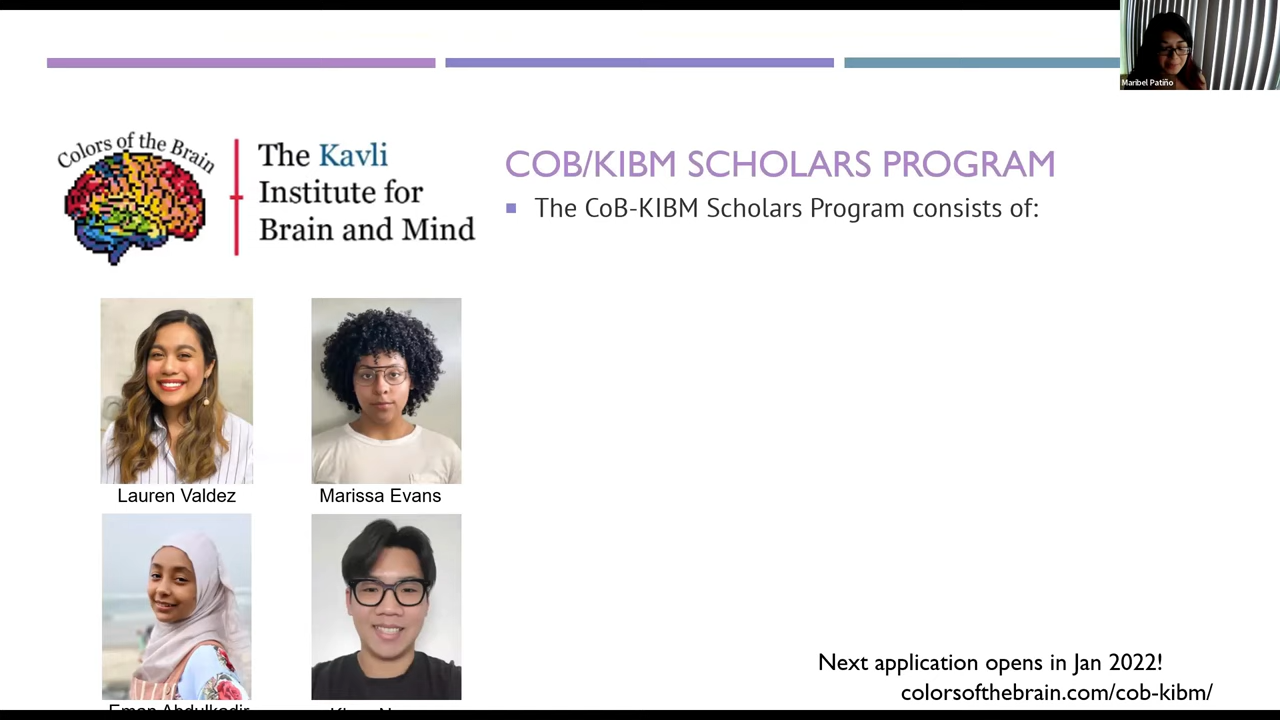 Maribel Patiño
Colors of the Brain
The Kavli
Institute for
Brain and Mind
COB/KIBM SCHOLARS PROGRAM
The CoB-KIBM Scholars Program consists of:
Lauren Valdez
Marissa Evans
Eman Abdulkadir
Next application opens in Jan 2022!
colorsofthebrain.com/cob-kibm/